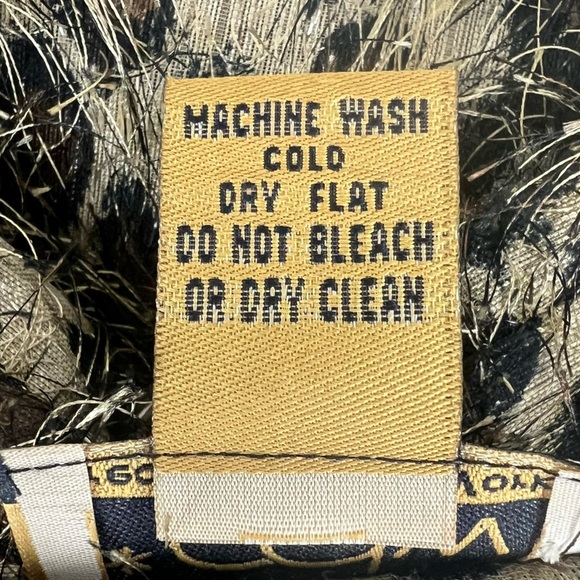 MACHINE WASH
COLD
DRY FLAT
DO NOT BLEACH
OR DRY CLEAN